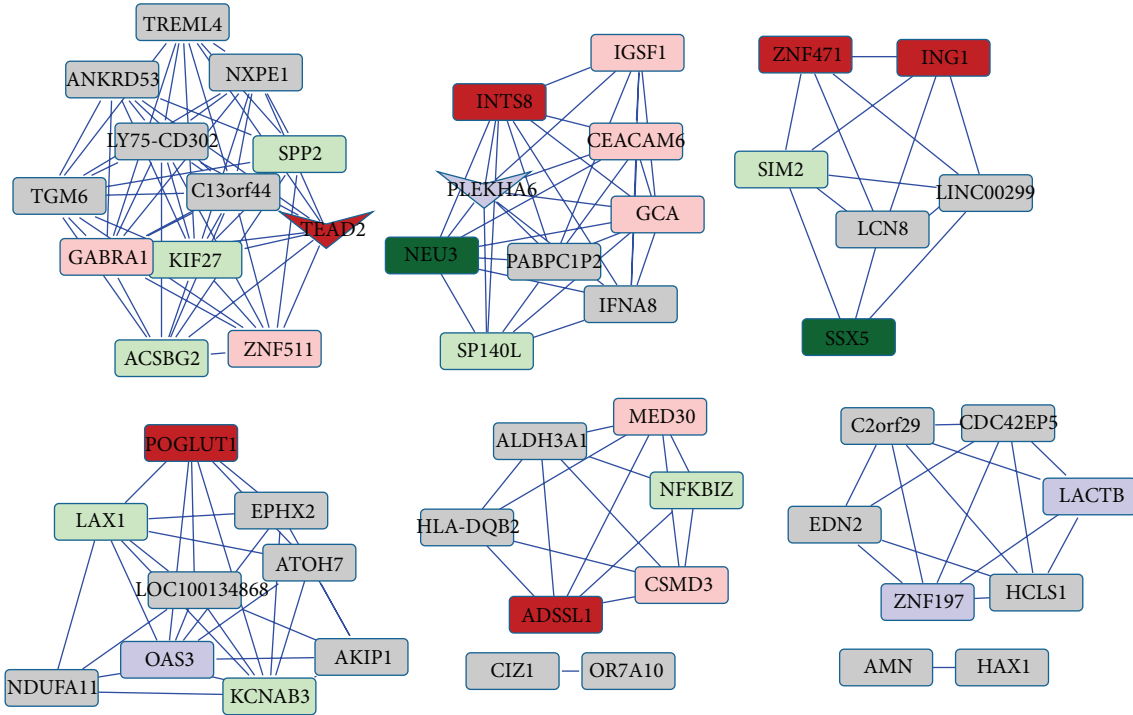 TREML4
ANKRD53
NXPE1
LY75-CD302
SPP2
TGM6
C13orf44
TEAD2
GABRA1
KIF27
ACSBG2
ZNF511
IGSF1
INTS8
CEACAM6
PLEKHA6
GCA
NEU3
PABPC1P2
IFNA8
SP140L
ZNF471
ING1
SIM2
LINC00299
LCN8
SSX5
POGLUT1
LAX1
EPHX2
ATOH7
LOC100134868
OAS3
AKIP1
NDUFA11
KCNAB3
MED30
ALDH3A1
NFKBIZ
HLA-DQB2
CSMD3
ADSSL1
CIZ1
OR7A10
C2orf29
CDC42EP5
LACTB
EDN2
ZNF197
HCLS1
AMN
HAX1